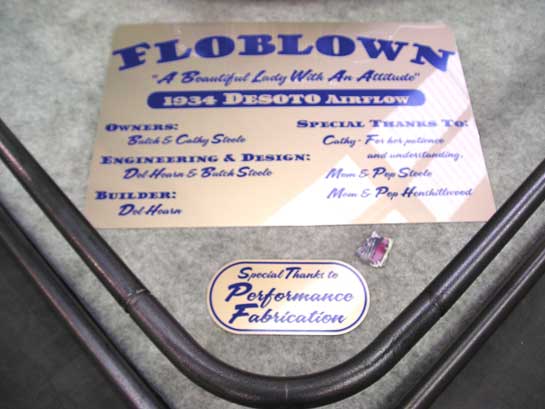 FLOBLOWN
"A Beautiful Lady With An Attitude"
1934 DESOTO AIRFLOW
OWNERS:
Butch & Cathy Steele
ENGINEERING & DESIGN:
Del Hearn & Butch Steele
BUILDER:
Del Hearn
SPECIAL THANKS TO:
Cathy - For her patience
and understanding.
Mom & Pop Steele
Mom & Pop Henshillwood
Special Thanks to
Performance
Fabrication